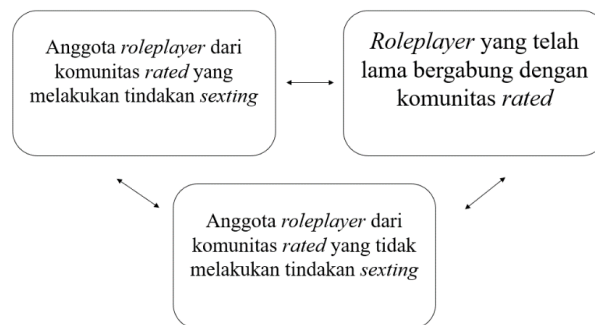 Anggota roleplayer dari
komunitas rated yang
melakukan tindakan sexting
Roleplayer yang telah
lama bergabung dengan
komunitas rated
Anggota roleplayer dari
komunitas rated yang tidak
melakukan tindakan sexting